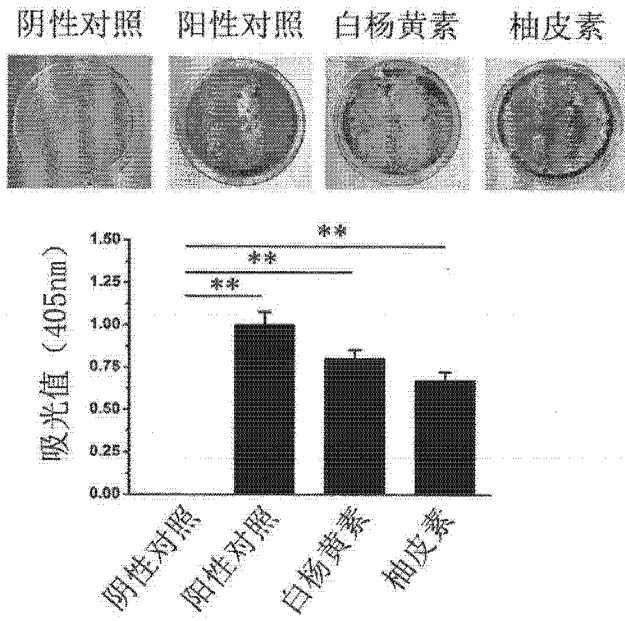 阴性对照 阳性对照 白杨黄素 柚皮素
吸光值（405nm）
1.50
1.25
1.00
0.75
0.50
0.25
0.00
**
**
**
阴性对照
阳性对照
白杨黄素
柚皮素